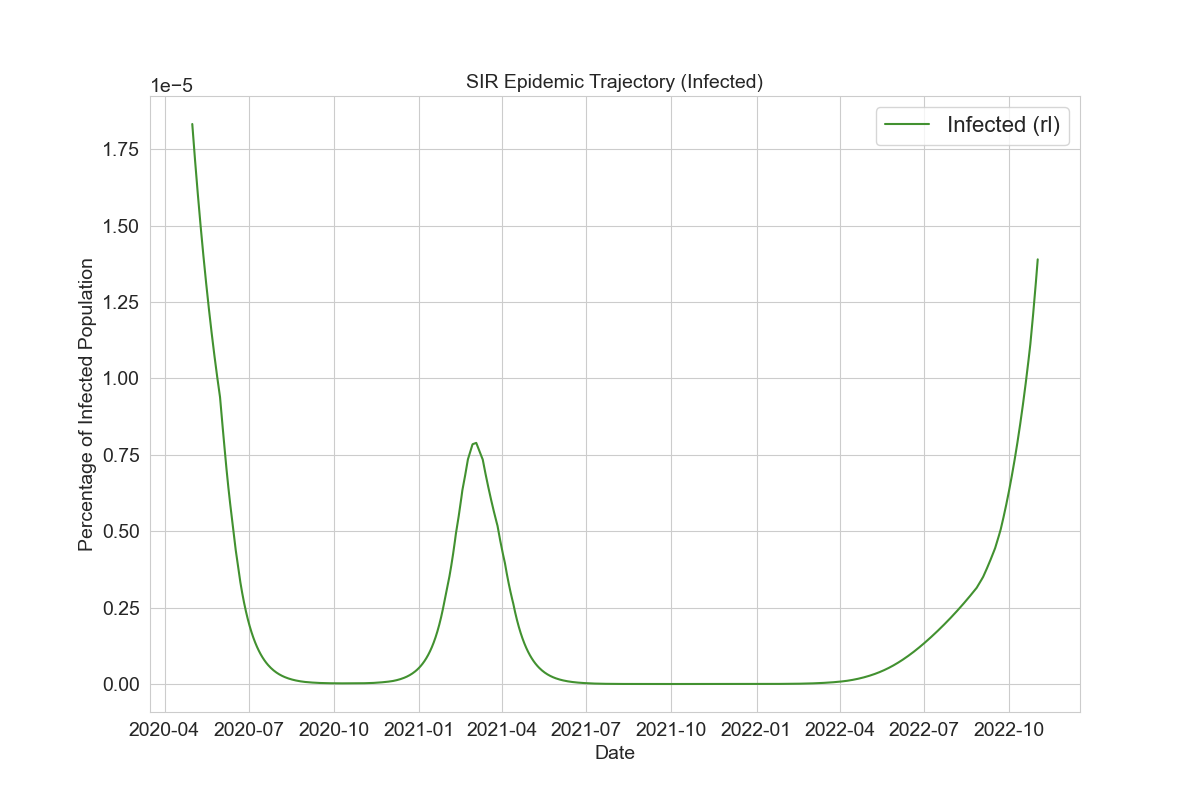 SIR Epidemic Trajectory (Infected)
1e−5
Infected (rl)
1.75
1.50
1.25
1.00
0.75
0.50
0.25
0.00
Percentage of Infected Population
2020-04 2020-07 2020-10 2021-01 2021-04 2021-07 2021-10 2022-01 2022-04 2022-07 2022-10
Date